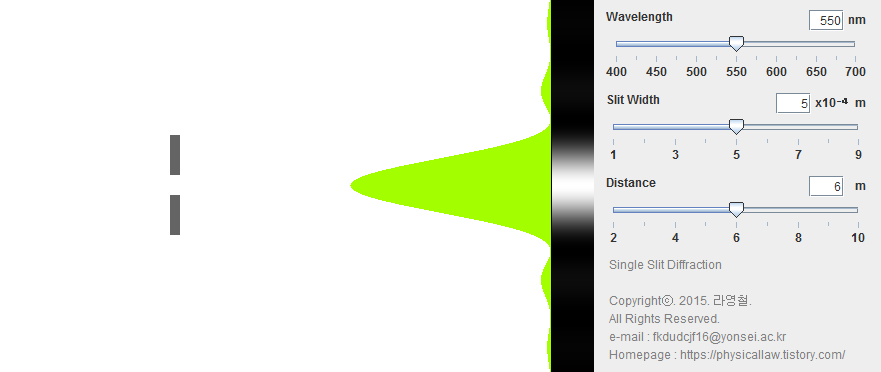 Wavelength
550 nm
400 450 500 550 600 650 700
Slit Width
5 x10⁻⁴ m
1 3 5 7 9
Distance
6 m
2 4 6 8 10
Single Slit Diffraction
Copyrightⓒ. 2015. 라영철.
All Rights Reserved.
e-mail : fkdudcjf16@yonsei.ac.kr
Homepage : https://physicallaw.tistory.com/